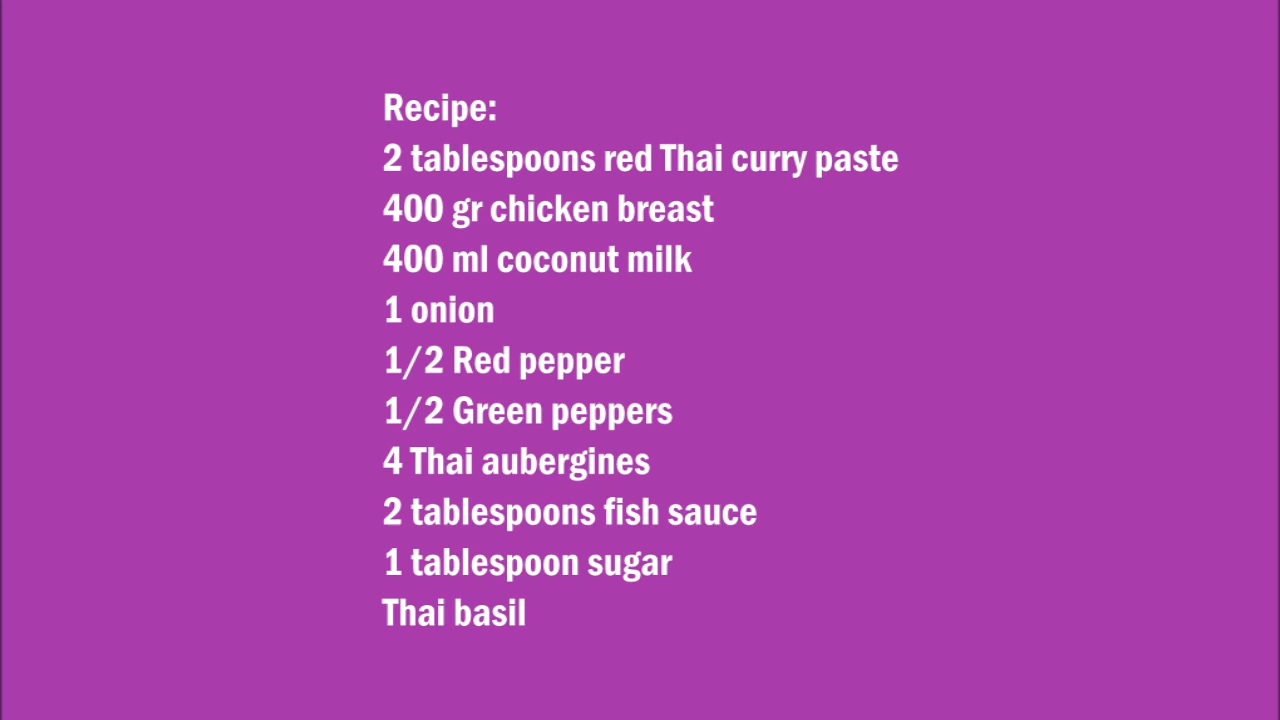 Recipe:
2 tablespoons red Thai curry paste
400 gr chicken breast
400 ml coconut milk
1 onion
1/2 Red pepper
1/2 Green peppers
4 Thai aubergines
2 tablespoons fish sauce
1 tablespoon sugar
Thai basil